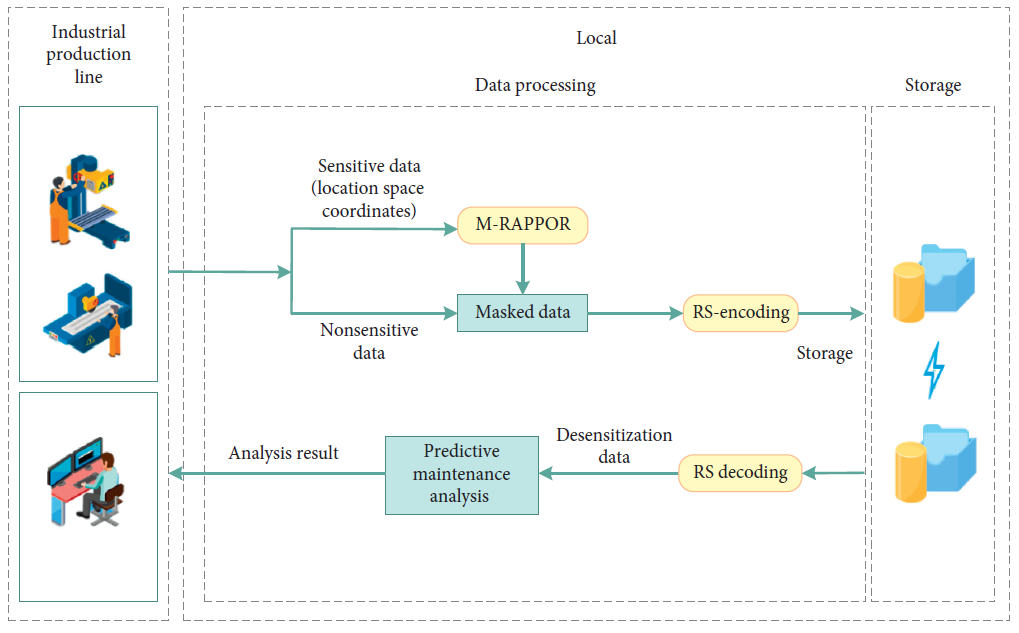 Industrial
production
line
Local
Data processing
Storage
Sensitive data
(location space
coordinates)
M-RAPPOR
Masked data
RS-encoding
Nonsensitive
data
Storage
Analysis result
Predictive
maintenance
analysis
Desensitization
data
RS decoding